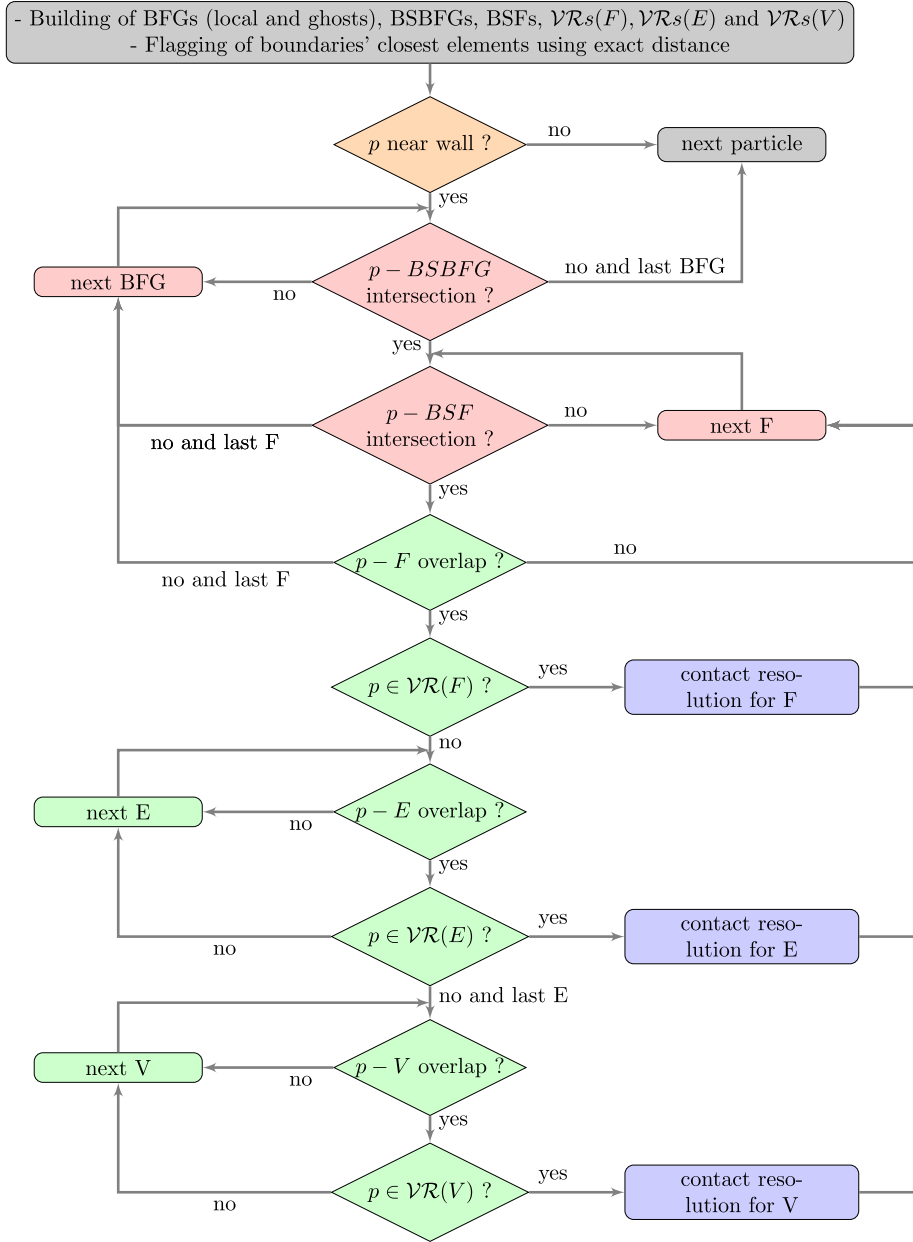 - Building of BFGs (local and ghosts), BSBFGs, BSFs, 𝒱ℛs(F), 𝒱ℛs(E) and 𝒱ℛs(V)
- Flagging of boundaries' closest elements using exact distance
p near wall ?
no
next particle
yes
p − BSBFG
intersection ?
no and last BFG
next BFG
no
yes
p − BSF
intersection ?
no
next F
no and last F
yes
p − F overlap ?
no
no and last F
yes
p ∈ 𝒱ℛ(F) ?
yes
contact reso-
lution for F
no
p − E overlap ?
next E
no
yes
p ∈ 𝒱ℛ(E) ?
yes
contact reso-
lution for E
no
no and last E
p − V overlap ?
next V
no
yes
p ∈ 𝒱ℛ(V) ?
yes
contact reso-
lution for V
no